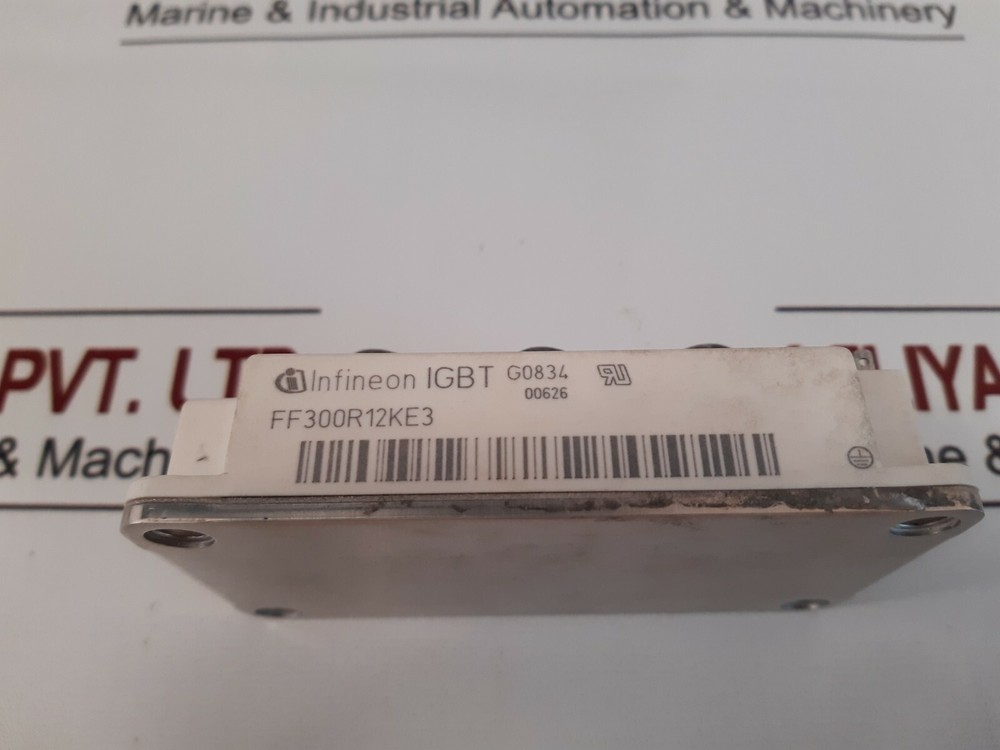 Marine & Industrial Automation & Machinery
PVT. LT
IYA
& Mach
e &
Infineon IGBT G0834
00626
FF300R12KE3